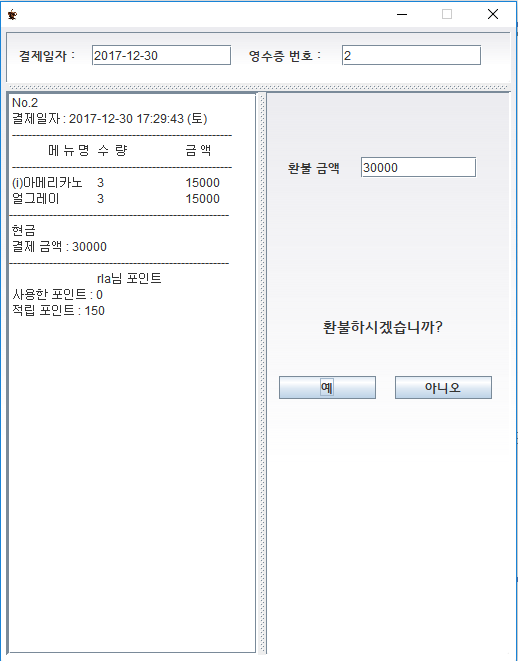 결제일자 : 2017-12-30 영수증 번호 : 2
No.2
결제일자 : 2017-12-30 17:29:43 (토)
메 뉴 명 수 량 금 액
(i)아메리카노 3 15000
얼그레이 3 15000
현금
결제 금액 : 30000
rla님 포인트
사용한 포인트 : 0
적립 포인트 : 150
환불 금액 30000
환불하시겠습니까?
예 아니오